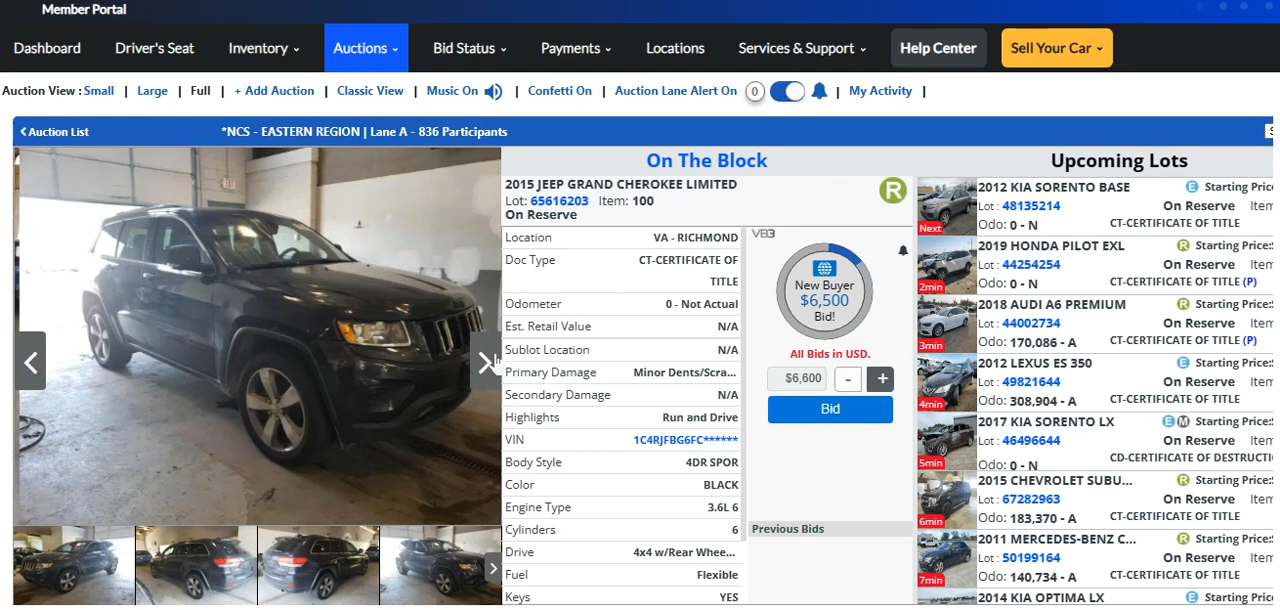 Member Portal
Dashboard Driver's Seat Inventory Auctions Bid Status Payments Locations Services & Support Help Center Sell Your Car
Auction View : Small | Large | Full | + Add Auction | Classic View | Music On | Confetti On | Auction Lane Alert On 0 | My Activity |
Auction List *NCS - EASTERN REGION | Lane A - 836 Participants
On The Block
2015 JEEP GRAND CHEROKEE LIMITED
R
Lot: 65616203 Item: 100
On Reserve
Location VA - RICHMOND
Doc Type CT-CERTIFICATE OF
TITLE
Odometer 0 - Not Actual
Est. Retail Value N/A
Sublot Location N/A
Primary Damage Minor Dents/Scra...
Secondary Damage N/A
Highlights Run and Drive
VIN 1C4RJFBG6FC******
Body Style 4DR SPOR
Color BLACK
Engine Type 3.6L 6
Cylinders 6
Drive 4x4 w/Rear Whee...
Fuel Flexible
Keys YES
VB3
New Buyer
$6,500
Bid!
All Bids in USD.
$6,600 - +
Bid
Previous Bids
Upcoming Lots
2012 KIA SORENTO BASE E Starting Price:
Lot : 48135214 On Reserve Item
Next Odo: 0 - N CT-CERTIFICATE OF TITLE
2019 HONDA PILOT EXL R Starting Price:
Lot : 44254254 On Reserve Item
2min Odo: 0 - N CT-CERTIFICATE OF TITLE (P)
2018 AUDI A6 PREMIUM R Starting Price:
Lot : 44002734 On Reserve Item
3min Odo: 170,086 - A CT-CERTIFICATE OF TITLE (P)
2012 LEXUS ES 350 E Starting Price:
Lot : 49821644 On Reserve Item
4min Odo: 308,904 - A CT-CERTIFICATE OF TITLE
2017 KIA SORENTO LX E M Starting Price:
Lot : 46496644 On Reserve Item
5min Odo: 0 - N CD-CERTIFICATE OF DESTRUCTI
2015 CHEVROLET SUBU... R Starting Price:
Lot : 67282963 On Reserve Item
6min Odo: 183,370 - A CT-CERTIFICATE OF TITLE
2011 MERCEDES-BENZ C... R Starting Price:
Lot : 50199164 On Reserve Item
7min Odo: 140,734 - A CT-CERTIFICATE OF TITLE
2014 KIA OPTIMA LX E Starting Price: